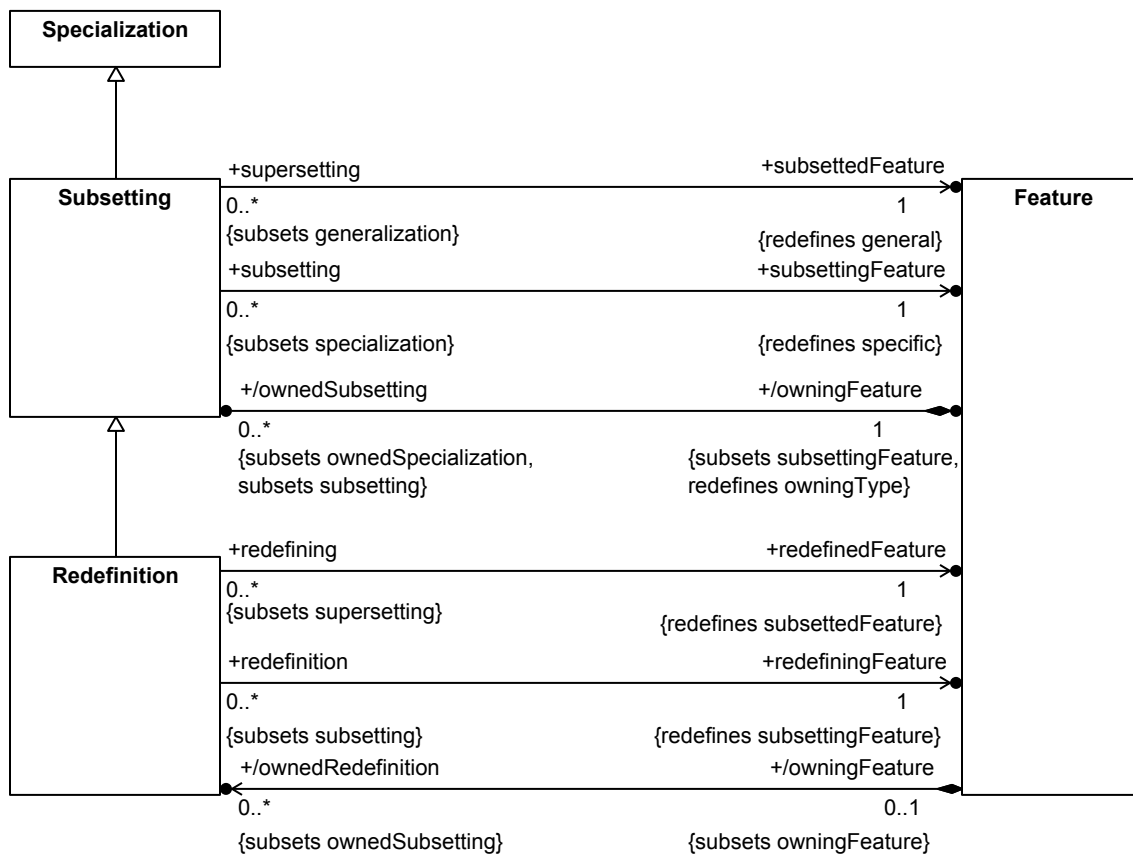 Specialization
Subsetting
Feature
+supersetting
+subsettedFeature
0..*
1
{subsets generalization}
{redefines general}
+subsetting
+subsettingFeature
0..*
1
{subsets specialization}
{redefines specific}
+/ownedSubsetting
+/owningFeature
0..*
1
{subsets ownedSpecialization,
subsets subsetting}
{subsets subsettingFeature,
redefines owningType}
Redefinition
+redefining
+redefinedFeature
0..*
1
{subsets supersetting}
{redefines subsettedFeature}
+redefinition
+redefiningFeature
0..*
1
{subsets subsetting}
{redefines subsettingFeature}
+/ownedRedefinition
+/owningFeature
0..*
0..1
{subsets ownedSubsetting}
{subsets owningFeature}